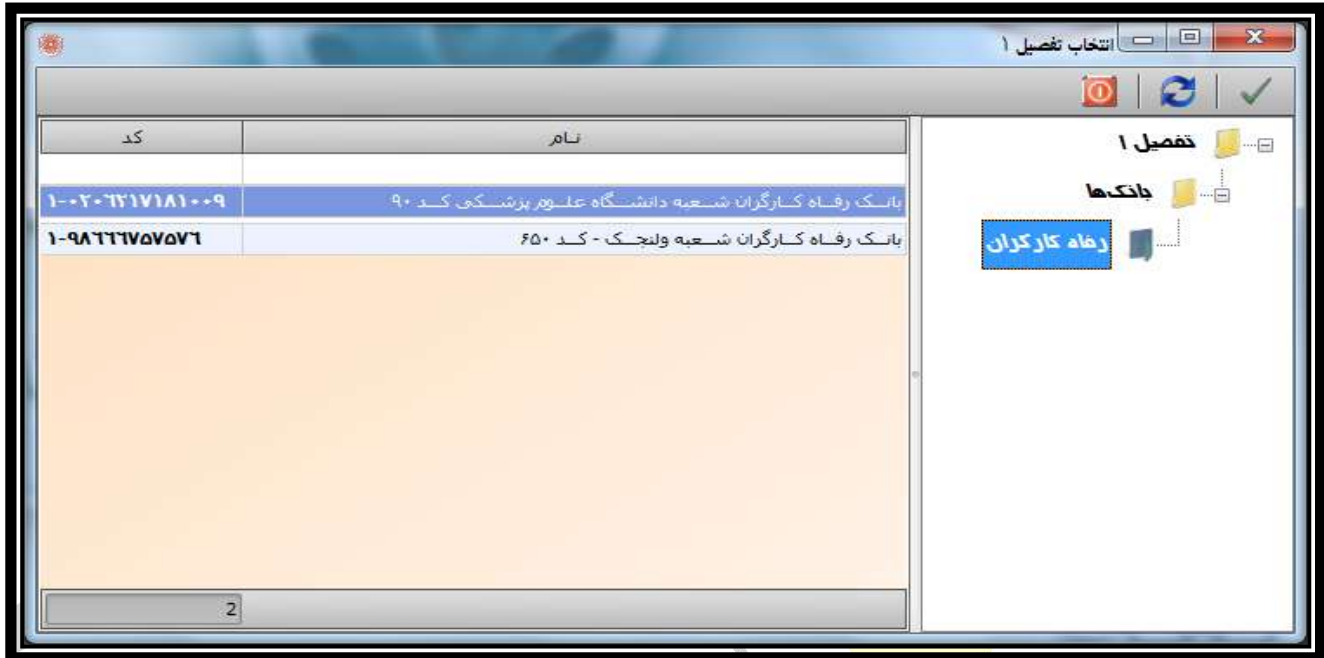 انتخاب تفصیل ۱
تفصیل ۱
بانک‌ها
رفاه کارگران
نام کد
بانک رفاه کارگران شعبه دانشگاه علوم پزشکی کد ۹۰ ۱-۰۲۰۶۲۱۷۱۸۱۰۰۹
بانک رفاه کارگران شعبه ولنجک - کد ۶۵۰ ۱-۹۸۶۶۶۷۵۷۵۷۶
2